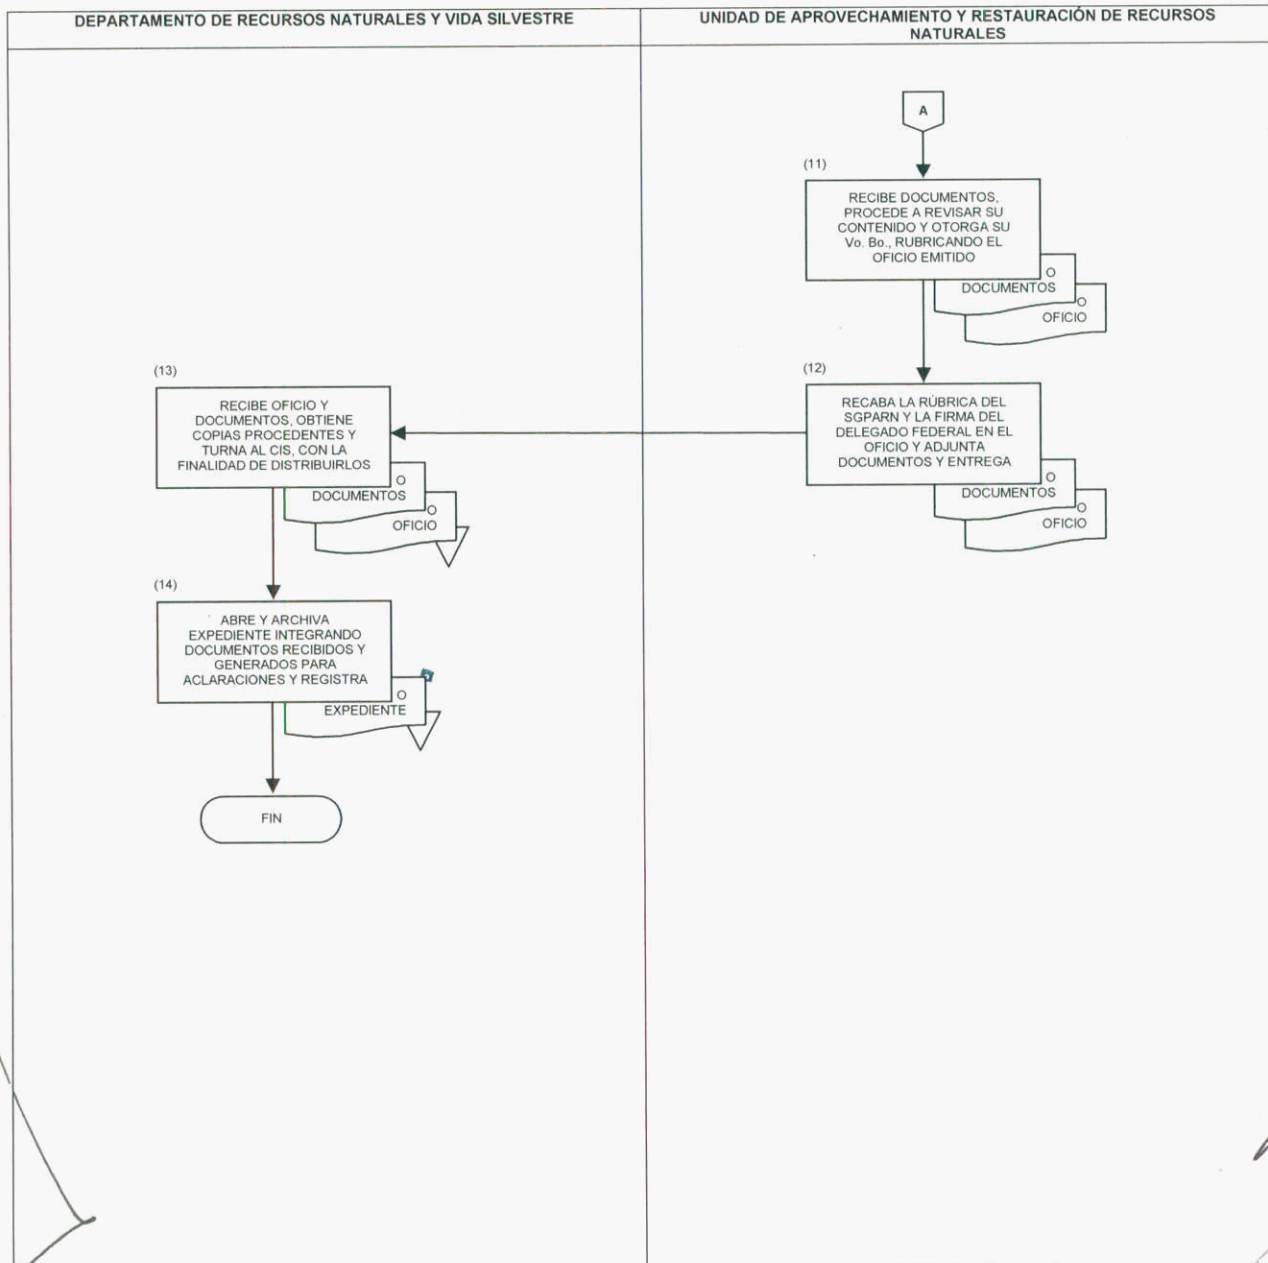 DEPARTAMENTO DE RECURSOS NATURALES Y VIDA SILVESTRE
UNIDAD DE APROVECHAMIENTO Y RESTAURACIÓN DE RECURSOS
NATURALES
A
(11)
RECIBE DOCUMENTOS,
PROCEDE A REVISAR SU
CONTENIDO Y OTORGA SU
Vo. Bo., RUBRICANDO EL
OFICIO EMITIDO
O
DOCUMENTOS
O
OFICIO
(12)
RECABA LA RÚBRICA DEL
SGPARN Y LA FIRMA DEL
DELEGADO FEDERAL EN EL
OFICIO Y ADJUNTA
DOCUMENTOS Y ENTREGA
O
DOCUMENTOS
O
OFICIO
(13)
RECIBE OFICIO Y
DOCUMENTOS, OBTIENE
COPIAS PROCEDENTES Y
TURNA AL CIS, CON LA
FINALIDAD DE DISTRIBUIRLOS
O
DOCUMENTOS
O
OFICIO
(14)
ABRE Y ARCHIVA
EXPEDIENTE INTEGRANDO
DOCUMENTOS RECIBIDOS Y
GENERADOS PARA
ACLARACIONES Y REGISTRA
O
EXPEDIENTE
FIN